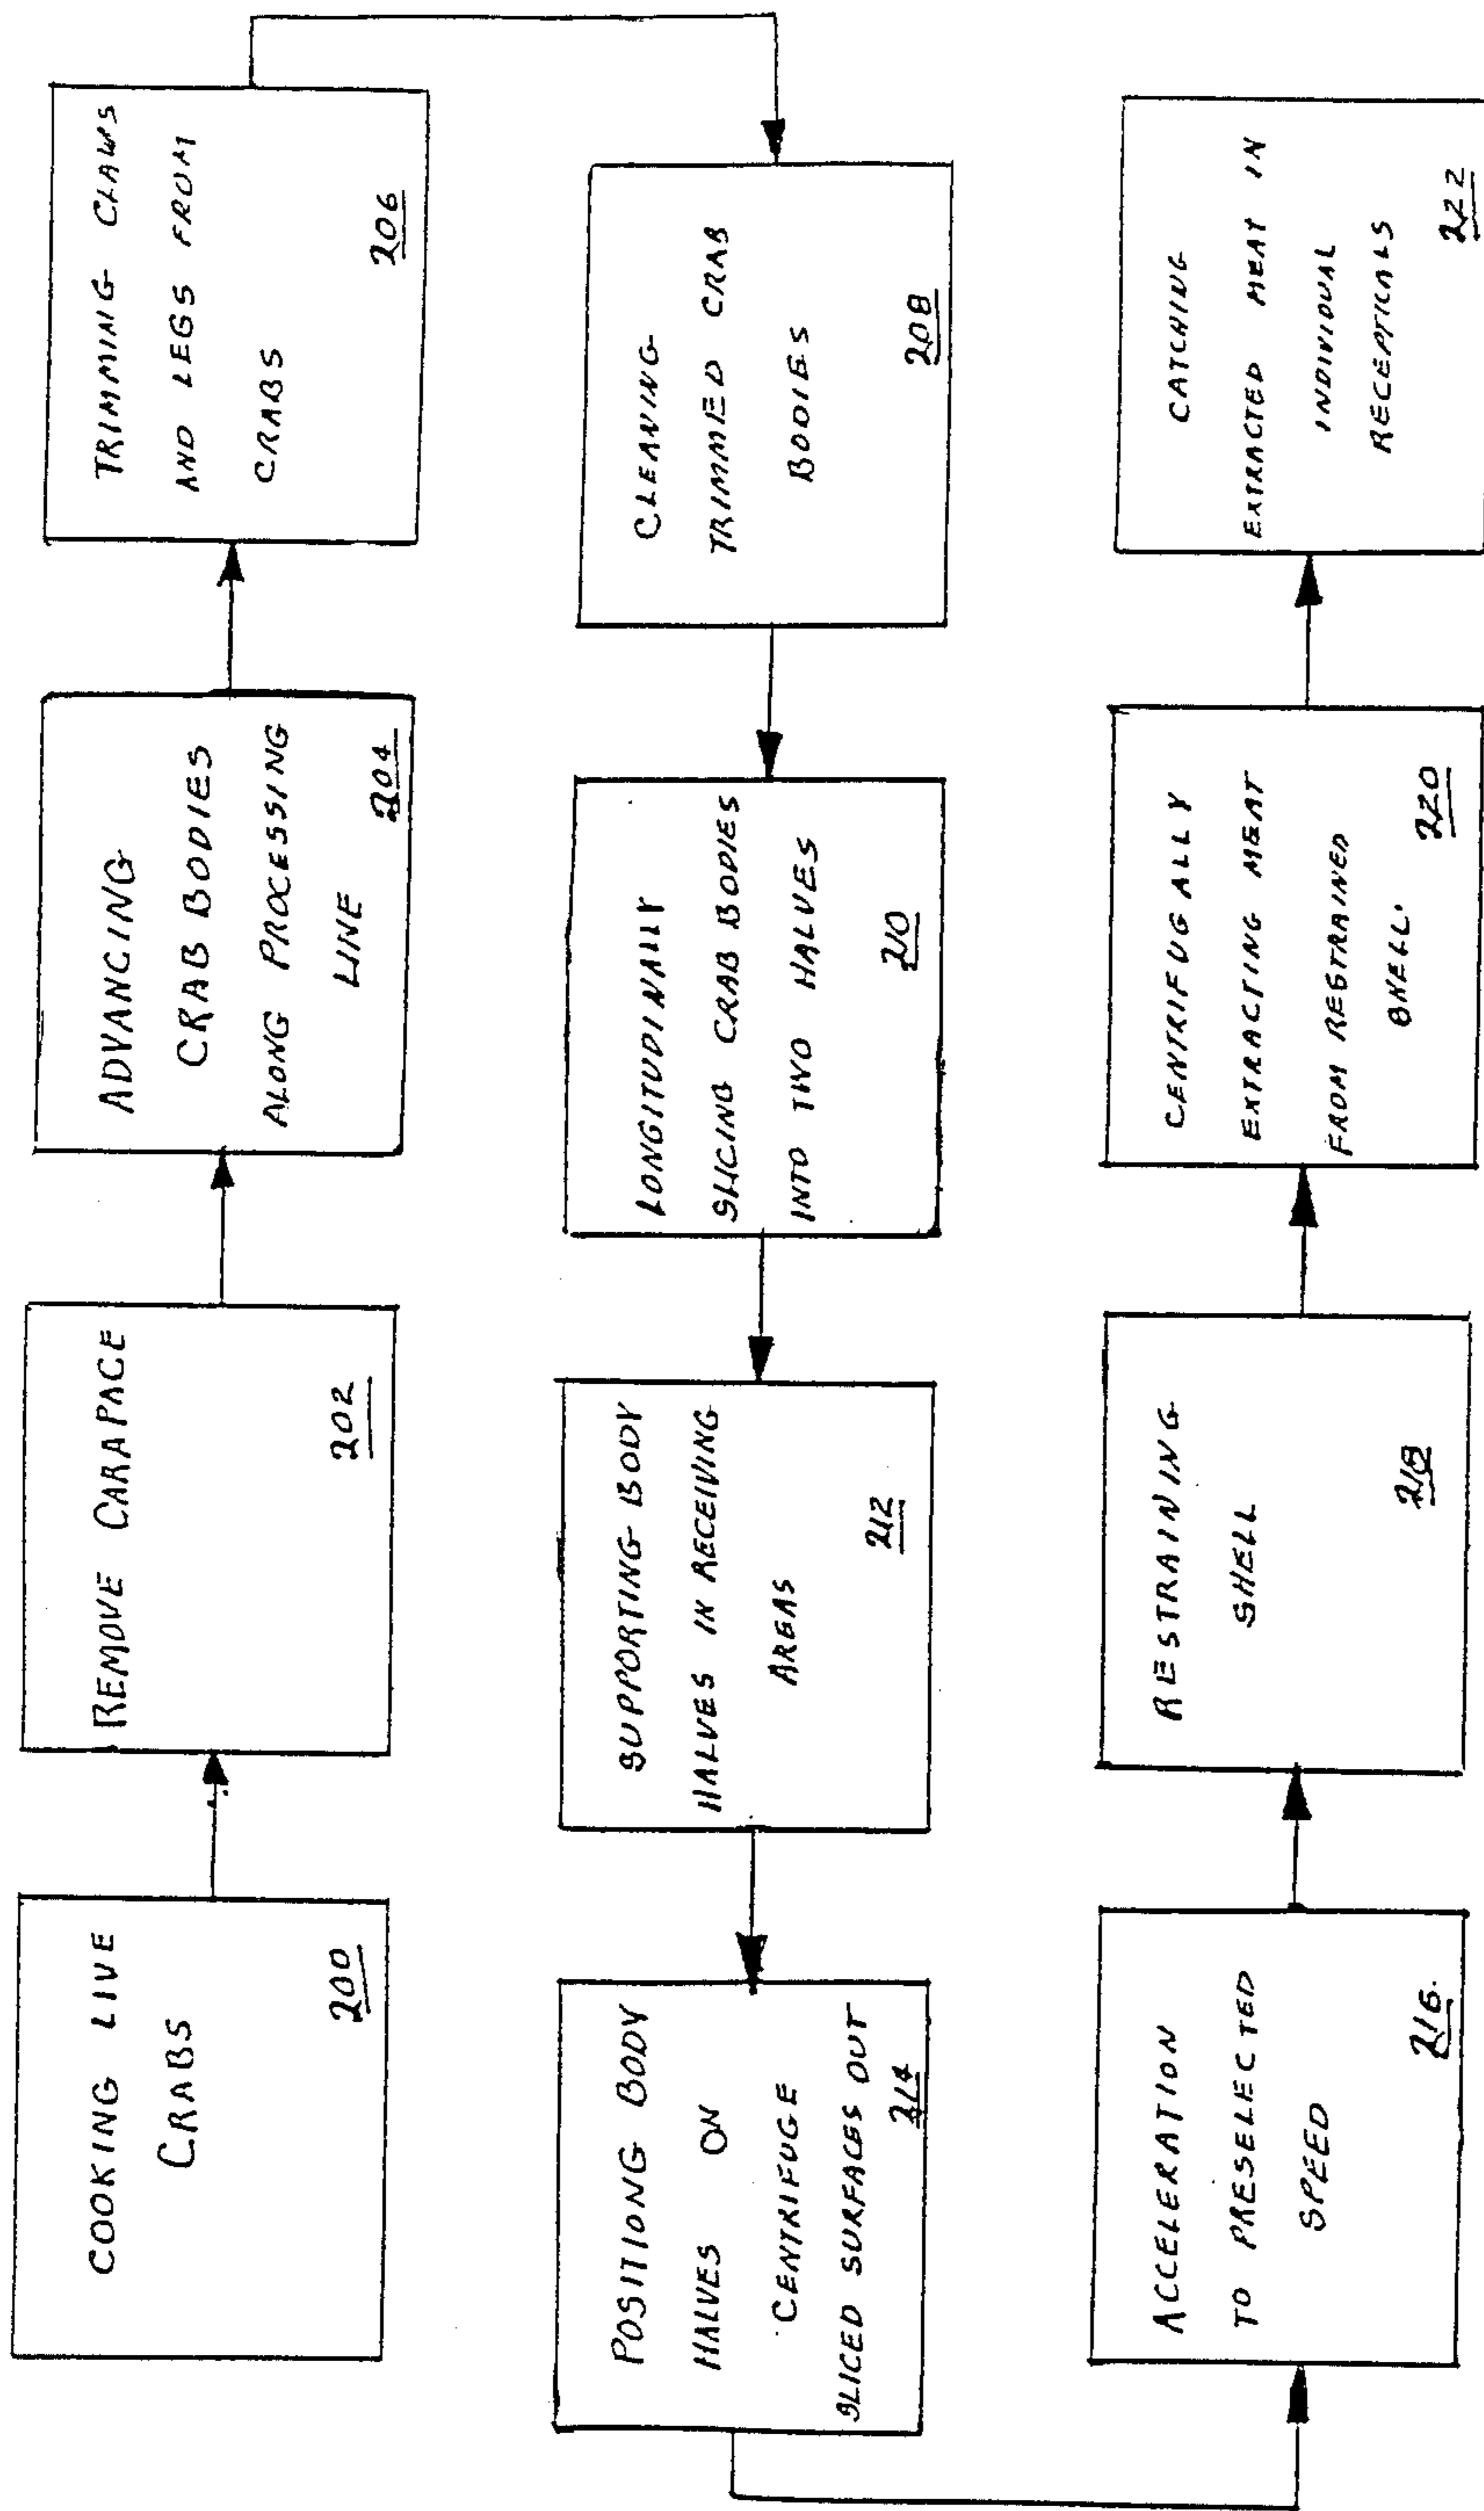 COOKING LIVE
CRABS
200
REMOVE CARAPACE
202
ADVANCING
CRAB BODIES
ALONG PROCESSING
LINE
204
TRIMMING CLAWS
AND LEGS FROM
CRABS
206
CLEANING
TRIMMED CRAB
BODIES
208
LONGITUDINALLY
SLICING CRAB BODIES
INTO TWO HALVES
210
SUPPORTING BODY
HALVES IN RECEIVING
AREAS
212
POSITIONG BODY
HALVES ON
CENTRIFUGE
SLICED SURFACES OUT
214
ACCELERATION
TO PRESELECTED
SPEED
216.
RESTRAINING
SHELL
218
CENTRIFUGALLY
EXTRACTING MEAT
FROM RESTRAINED
SHELL.
220
CATCHING
EXTRACTED MEAT IN
INDIVIDUAL
RECEPTICALS
222